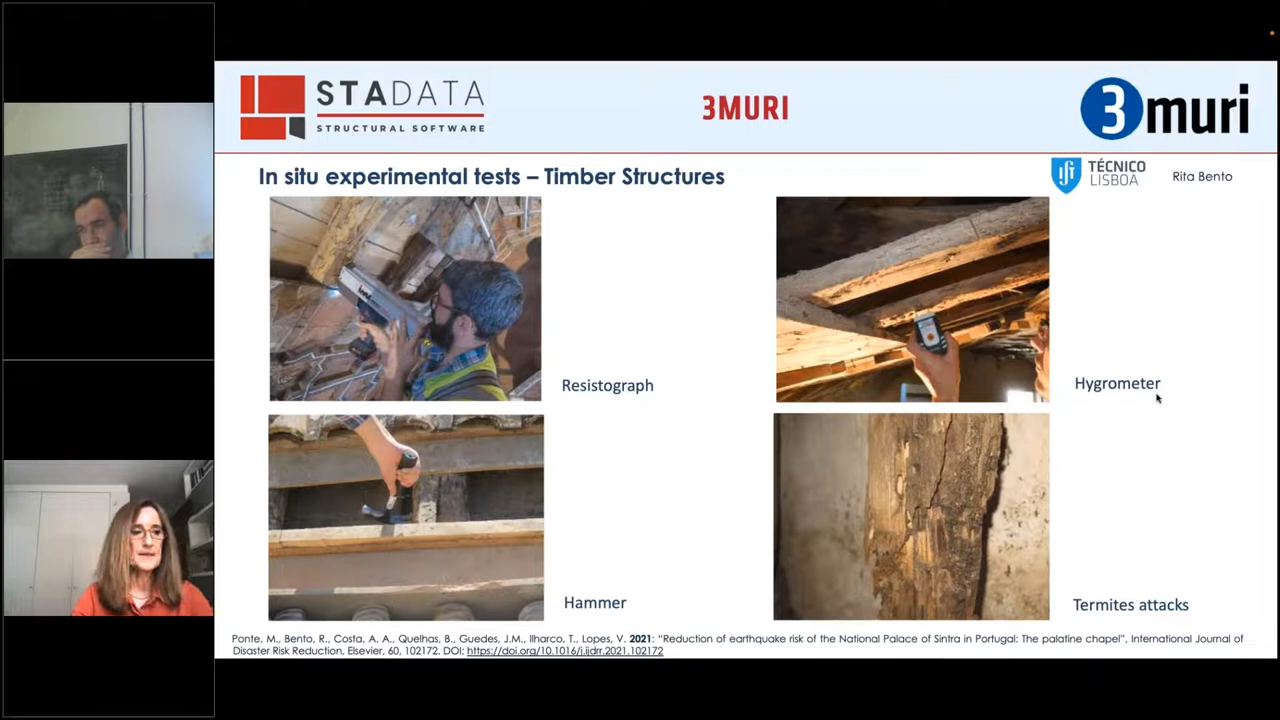 STADATA
STRUCTURAL SOFTWARE
3MURI
3muri
In situ experimental tests – Timber Structures
TÉCNICO
LISBOA
Rita Bento
Resistograph
Hygrometer
Hammer
Termites attacks
Ponte, M., Bento, R., Costa, A. A., Quelhas, B., Guedes, J.M., Ilharco, T., Lopes, V. 2021: “Reduction of earthquake risk of the National Palace of Sintra in Portugal: The palatine chapel”, International Journal of
Disaster Risk Reduction, Elsevier, 60, 102172. DOI: https://doi.org/10.1016/j.ijdrr.2021.102172